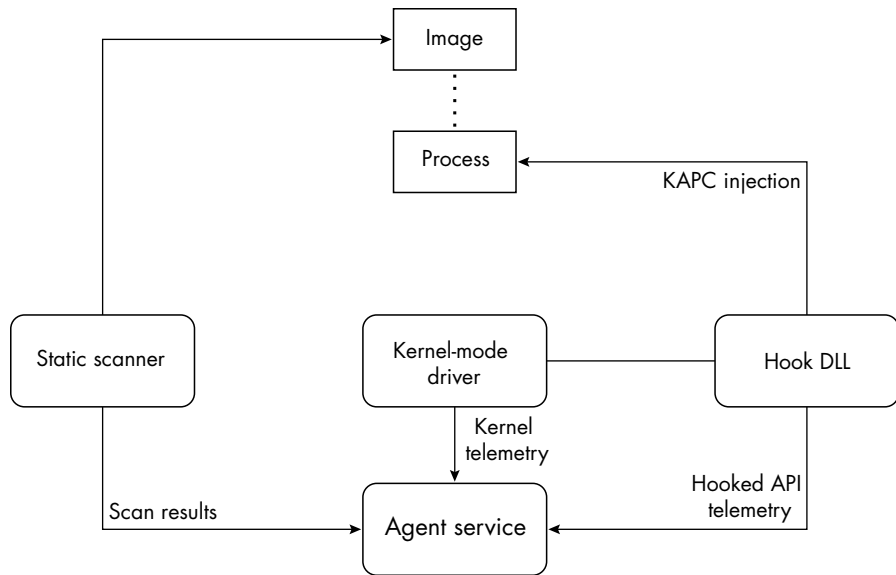 Image
Process
KAPC injection
Static scanner
Kernel-mode
driver
Hook DLL
Kernel
telemetry
Scan results
Agent service
Hooked API
telemetry